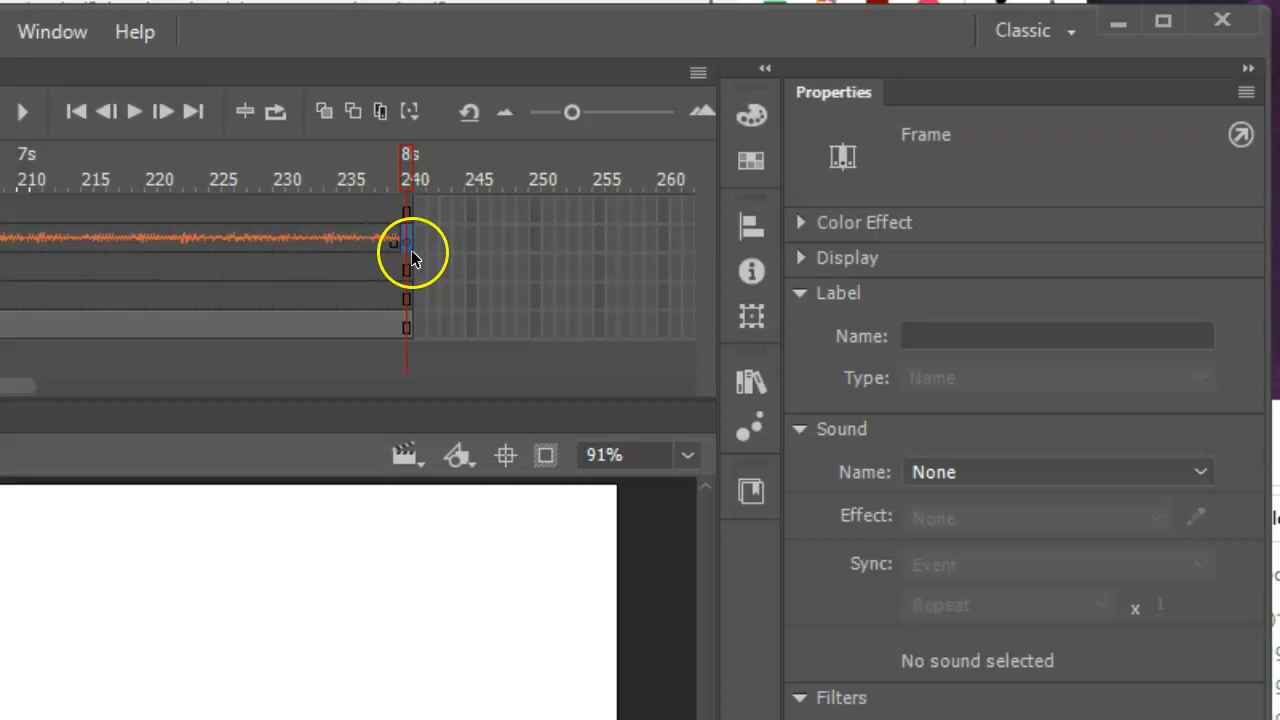 Window Help
Classic
Properties
Frame
7s 8s
210 215 220 225 230 235 240 245 250 255 260
Color Effect
Display
Label
Name:
Type: Name
Sound
91%
Name: None
Effect: None
Sync: Event
Repeat x 1
No sound selected
Filters